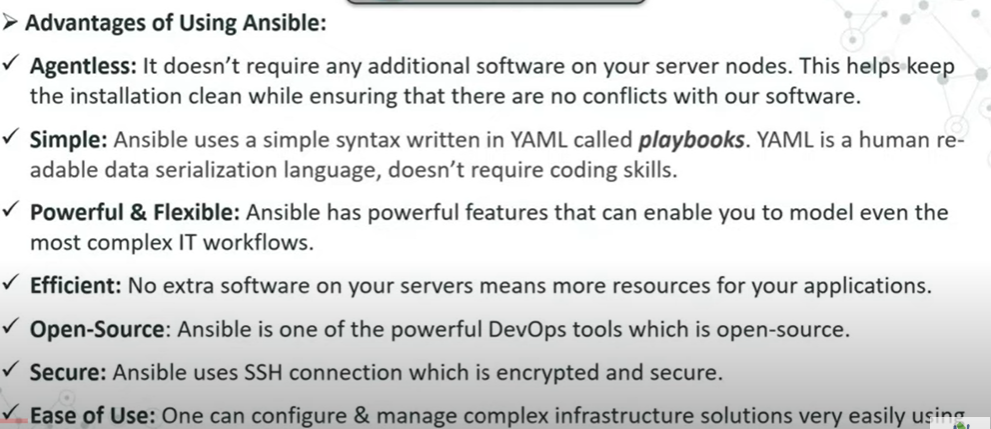 ➢ Advantages of Using Ansible:
✓ Agentless: It doesn't require any additional software on your server nodes. This helps keep
the installation clean while ensuring that there are no conflicts with our software.
✓ Simple: Ansible uses a simple syntax written in YAML called playbooks. YAML is a human re-
adable data serialization language, doesn't require coding skills.
✓ Powerful & Flexible: Ansible has powerful features that can enable you to model even the
most complex IT workflows.
✓ Efficient: No extra software on your servers means more resources for your applications.
✓ Open-Source: Ansible is one of the powerful DevOps tools which is open-source.
✓ Secure: Ansible uses SSH connection which is encrypted and secure.
✓ Ease of Use: One can configure & manage complex infrastructure solutions very easily using